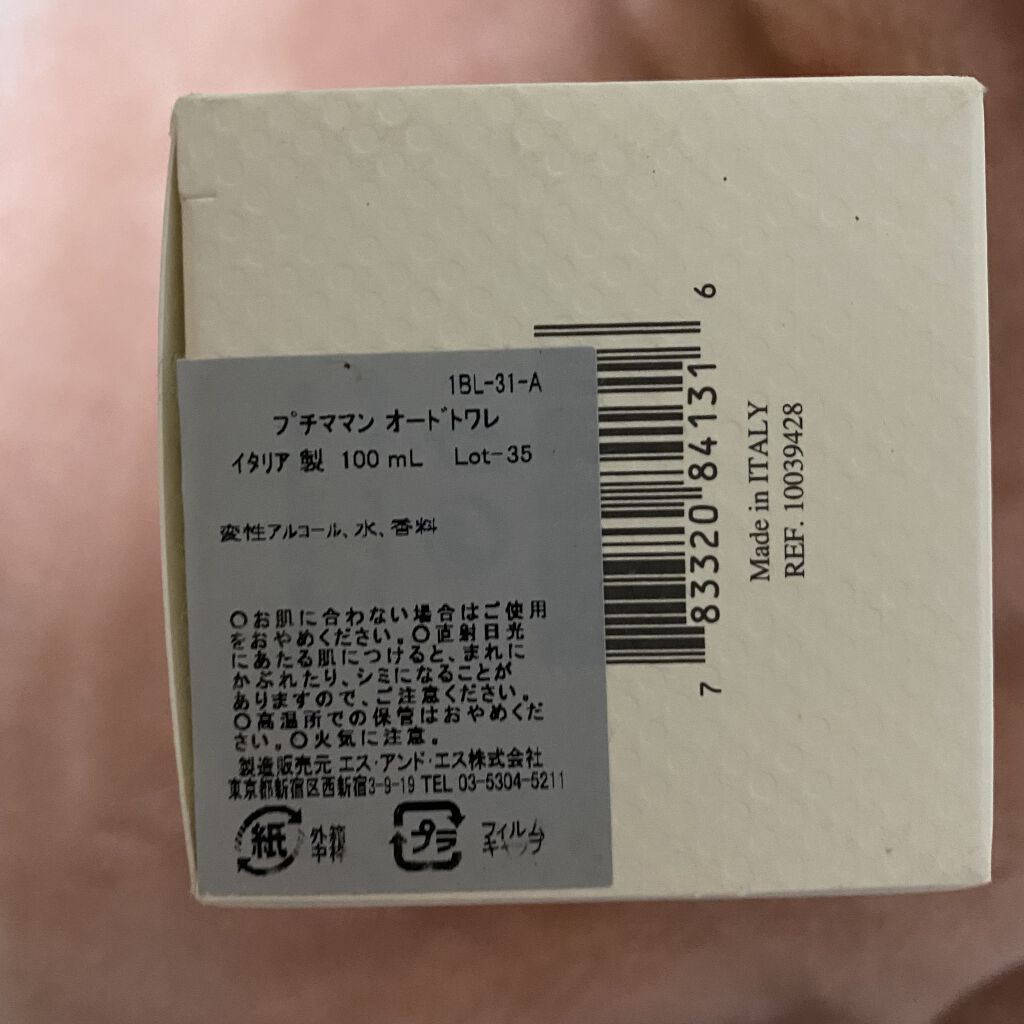 1BL-31-A
プチママン オードトワレ
イタリア 製 100 mL Lot-35
変性アルコール、水、香料
○お肌に合わない場合はご使用
をおやめください。○直射日光
にあたる肌につけると、まれに
かぶれたり、シミになることが
ありますので、ご注意ください。
○高温所での保管はおやめくだ
さい。○火気に注意。
製造販売元 エス・アンド・エス株式会社
東京都新宿区西新宿3-9-19 TEL 03-5304-5211
紙 外箱
中枠
プラ フィルム
キャップ
7 83320 84131 6
Made in ITALY
REF. 10039428